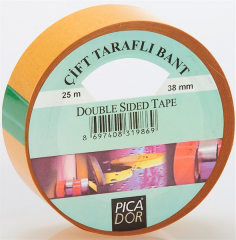 ÇİFT TARAFLI BANT
25 m 38 mm
DOUBLE SIDED TAPE
8 697408 319869
PICA
DOR